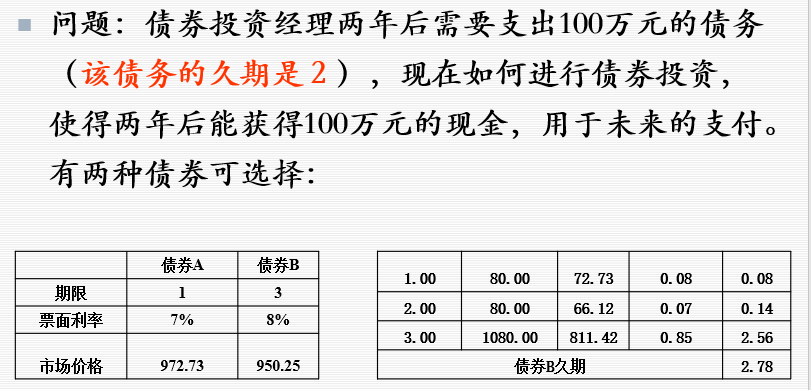 问题：债券投资经理两年后需要支出100万元的债务
（该债务的久期是2），现在如何进行债券投资，
使得两年后能获得100万元的现金，用于未来的支付。
有两种债券可选择：
债券A 债券B
期限 1 3
票面利率 7% 8%
市场价格 972.73 950.25
1.00 80.00 72.73 0.08 0.08
2.00 80.00 66.12 0.07 0.14
3.00 1080.00 811.42 0.85 2.56
债券B久期 2.78